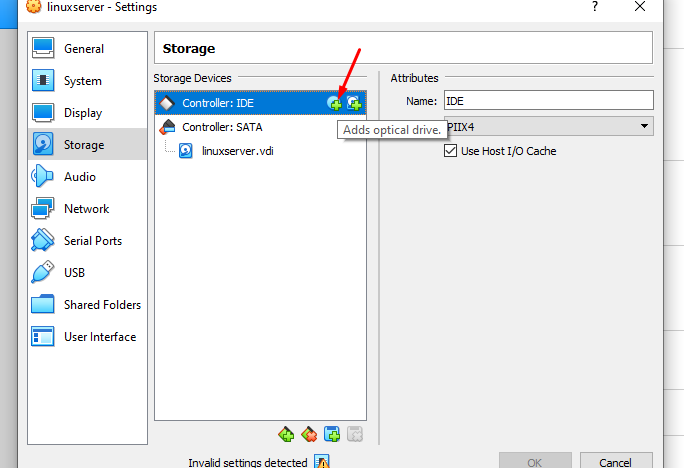 linuxserver - Settings
?
General
System
Display
Storage
Audio
Network
Serial Ports
USB
Shared Folders
User Interface
Storage
Storage Devices
Controller: IDE
Controller: SATA
linuxserver.vdi
Adds optical drive.
Attributes
Name: IDE
PIIX4
Use Host I/O Cache
Invalid settings detected
OK
Cancel